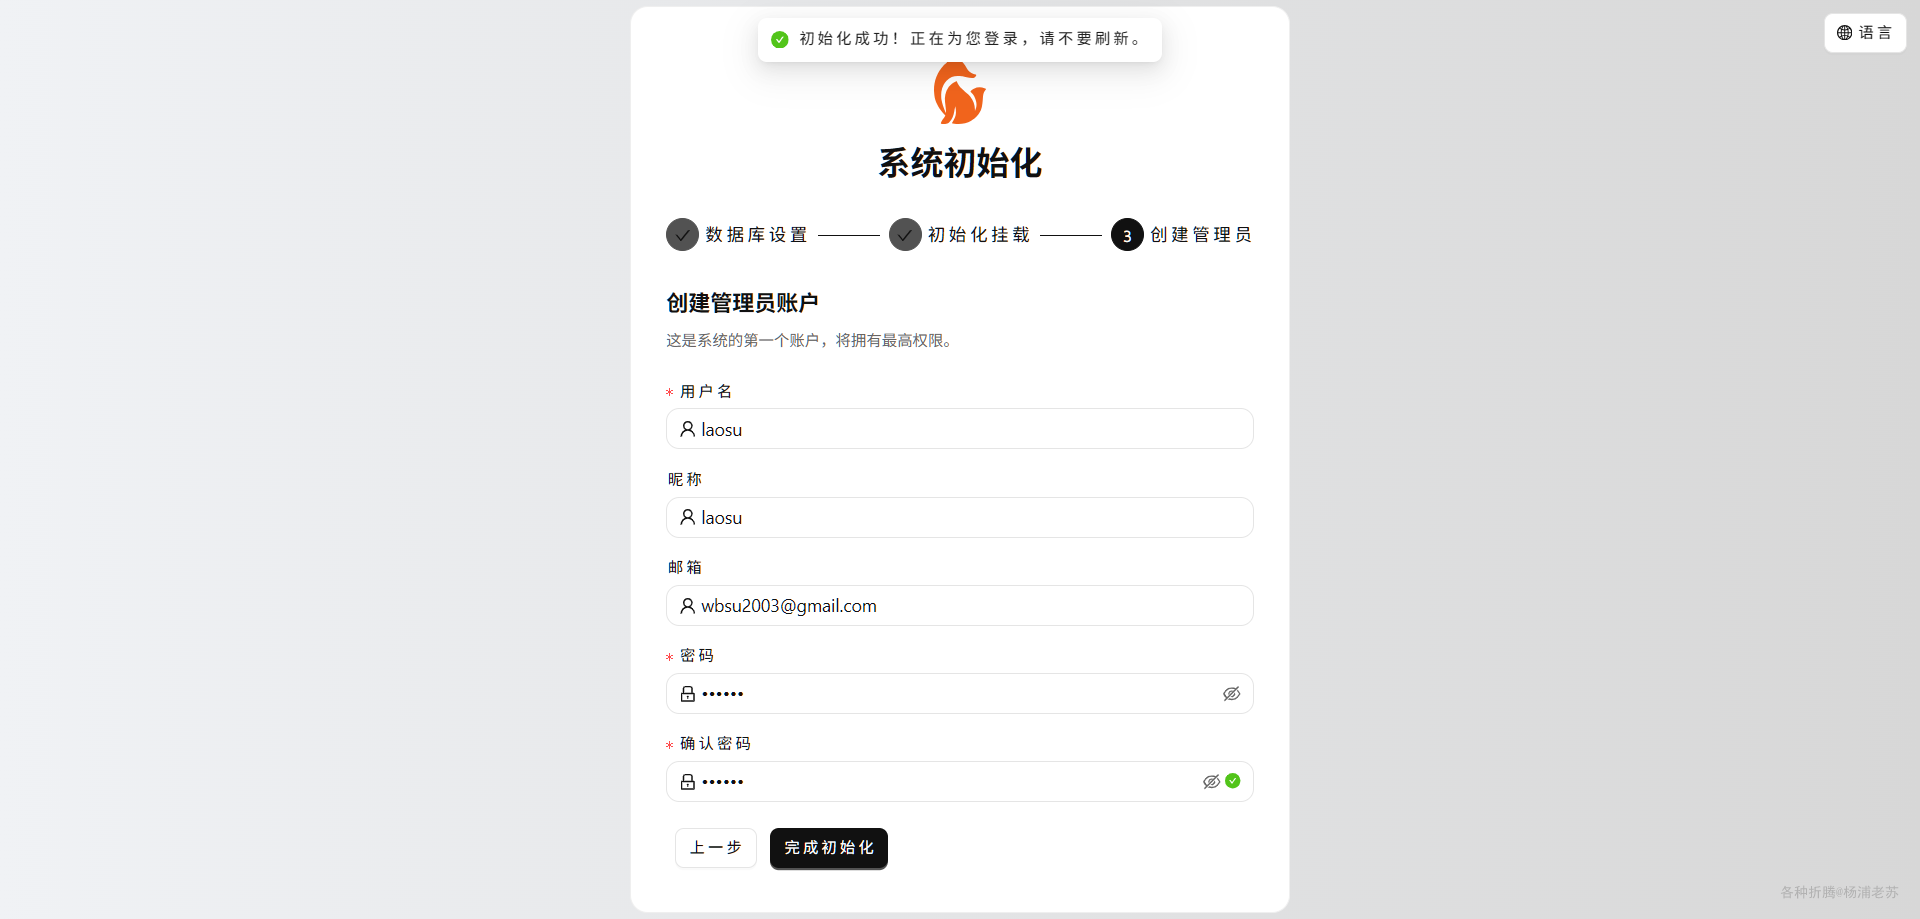 初始化成功！正在为您登录，请不要刷新。
语言
系统初始化
数据库设置
初始化挂载
3 创建管理员
创建管理员账户
这是系统的第一个账户，将拥有最高权限。
* 用户名
laosu
昵称
laosu
邮箱
wbsu2003@gmail.com
* 密码
••••••
* 确认密码
••••••
上一步
完成初始化
各种折腾@杨浦老苏